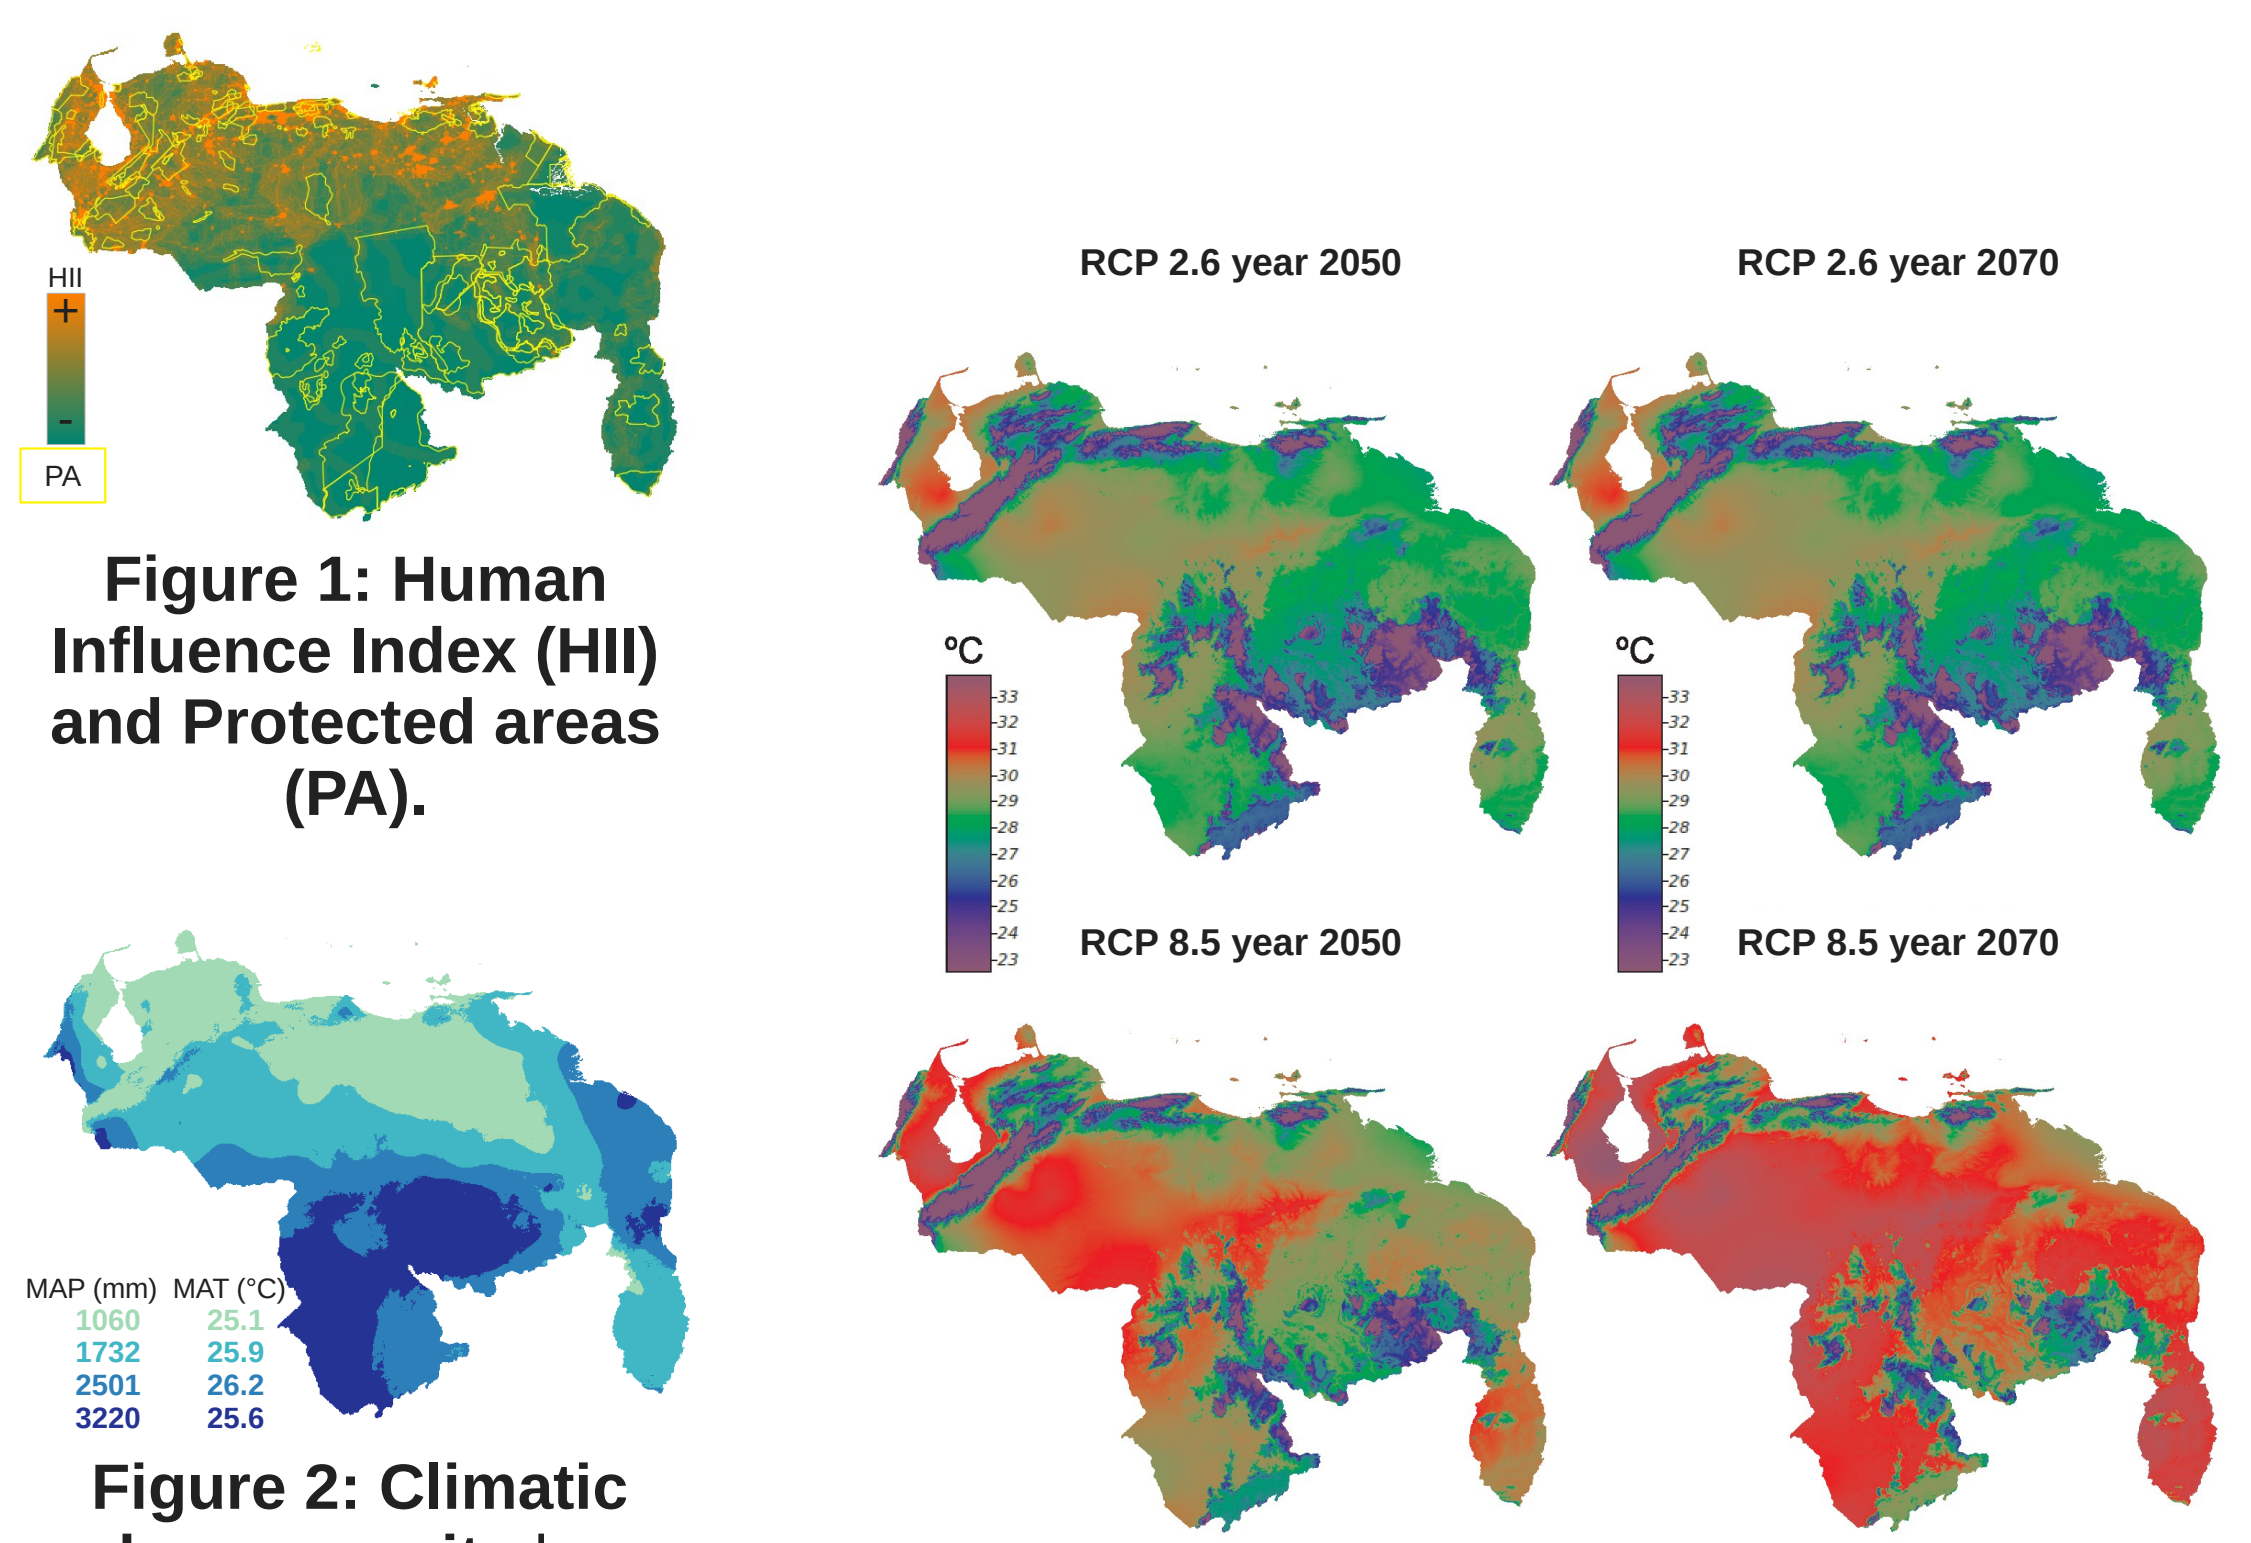 HII
+
-
PA
Figure 1: Human
Influence Index (HII)
and Protected areas
(PA).
MAP (mm) MAT (°C)
1060 25.1
1732 25.9
2501 26.2
3220 25.6
Figure 2: Climatic
RCP 2.6 year 2050
RCP 2.6 year 2070
ºC
33
32
31
30
29
28
27
26
25
24
23
ºC
33
32
31
30
29
28
27
26
25
24
23
RCP 8.5 year 2050
RCP 8.5 year 2070